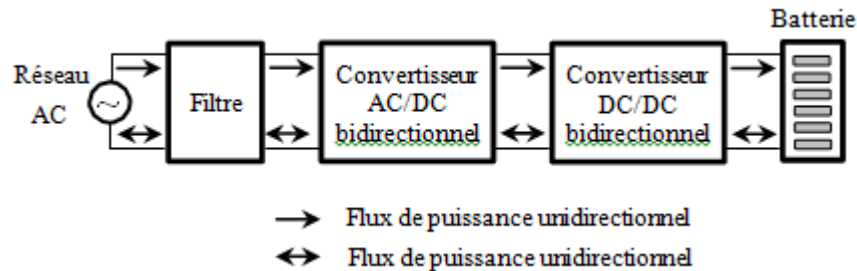 Batterie
Réseau
AC
Filtre
Convertisseur
AC/DC
bidirectionnel
Convertisseur
DC/DC
bidirectionnel
Flux de puissance unidirectionnel
Flux de puissance unidirectionnel